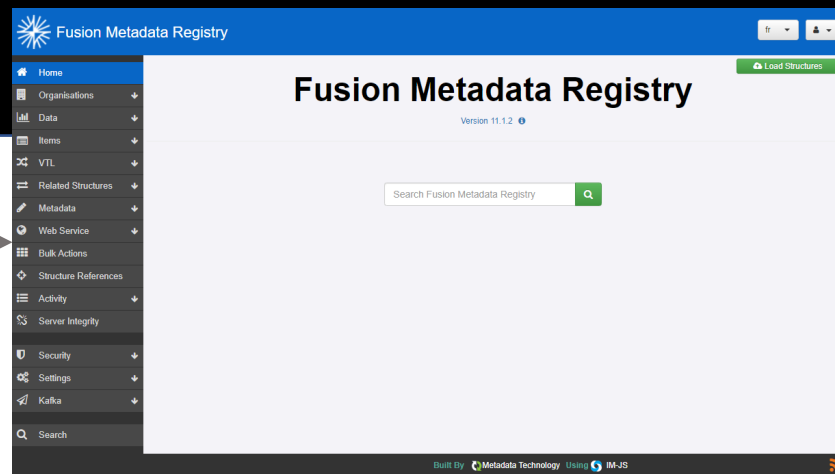 Fusion Metadata Registry
fr
Load Structures
Home
Organisations
Data
Items
VTL
Related Structures
Metadata
Web Service
Bulk Actions
Structure References
Activity
Server Integrity
Security
Settings
Kafka
Search
Fusion Metadata Registry
Version 11.1.2
Search Fusion Metadata Registry
Built By Metadata Technology Using IM-JS